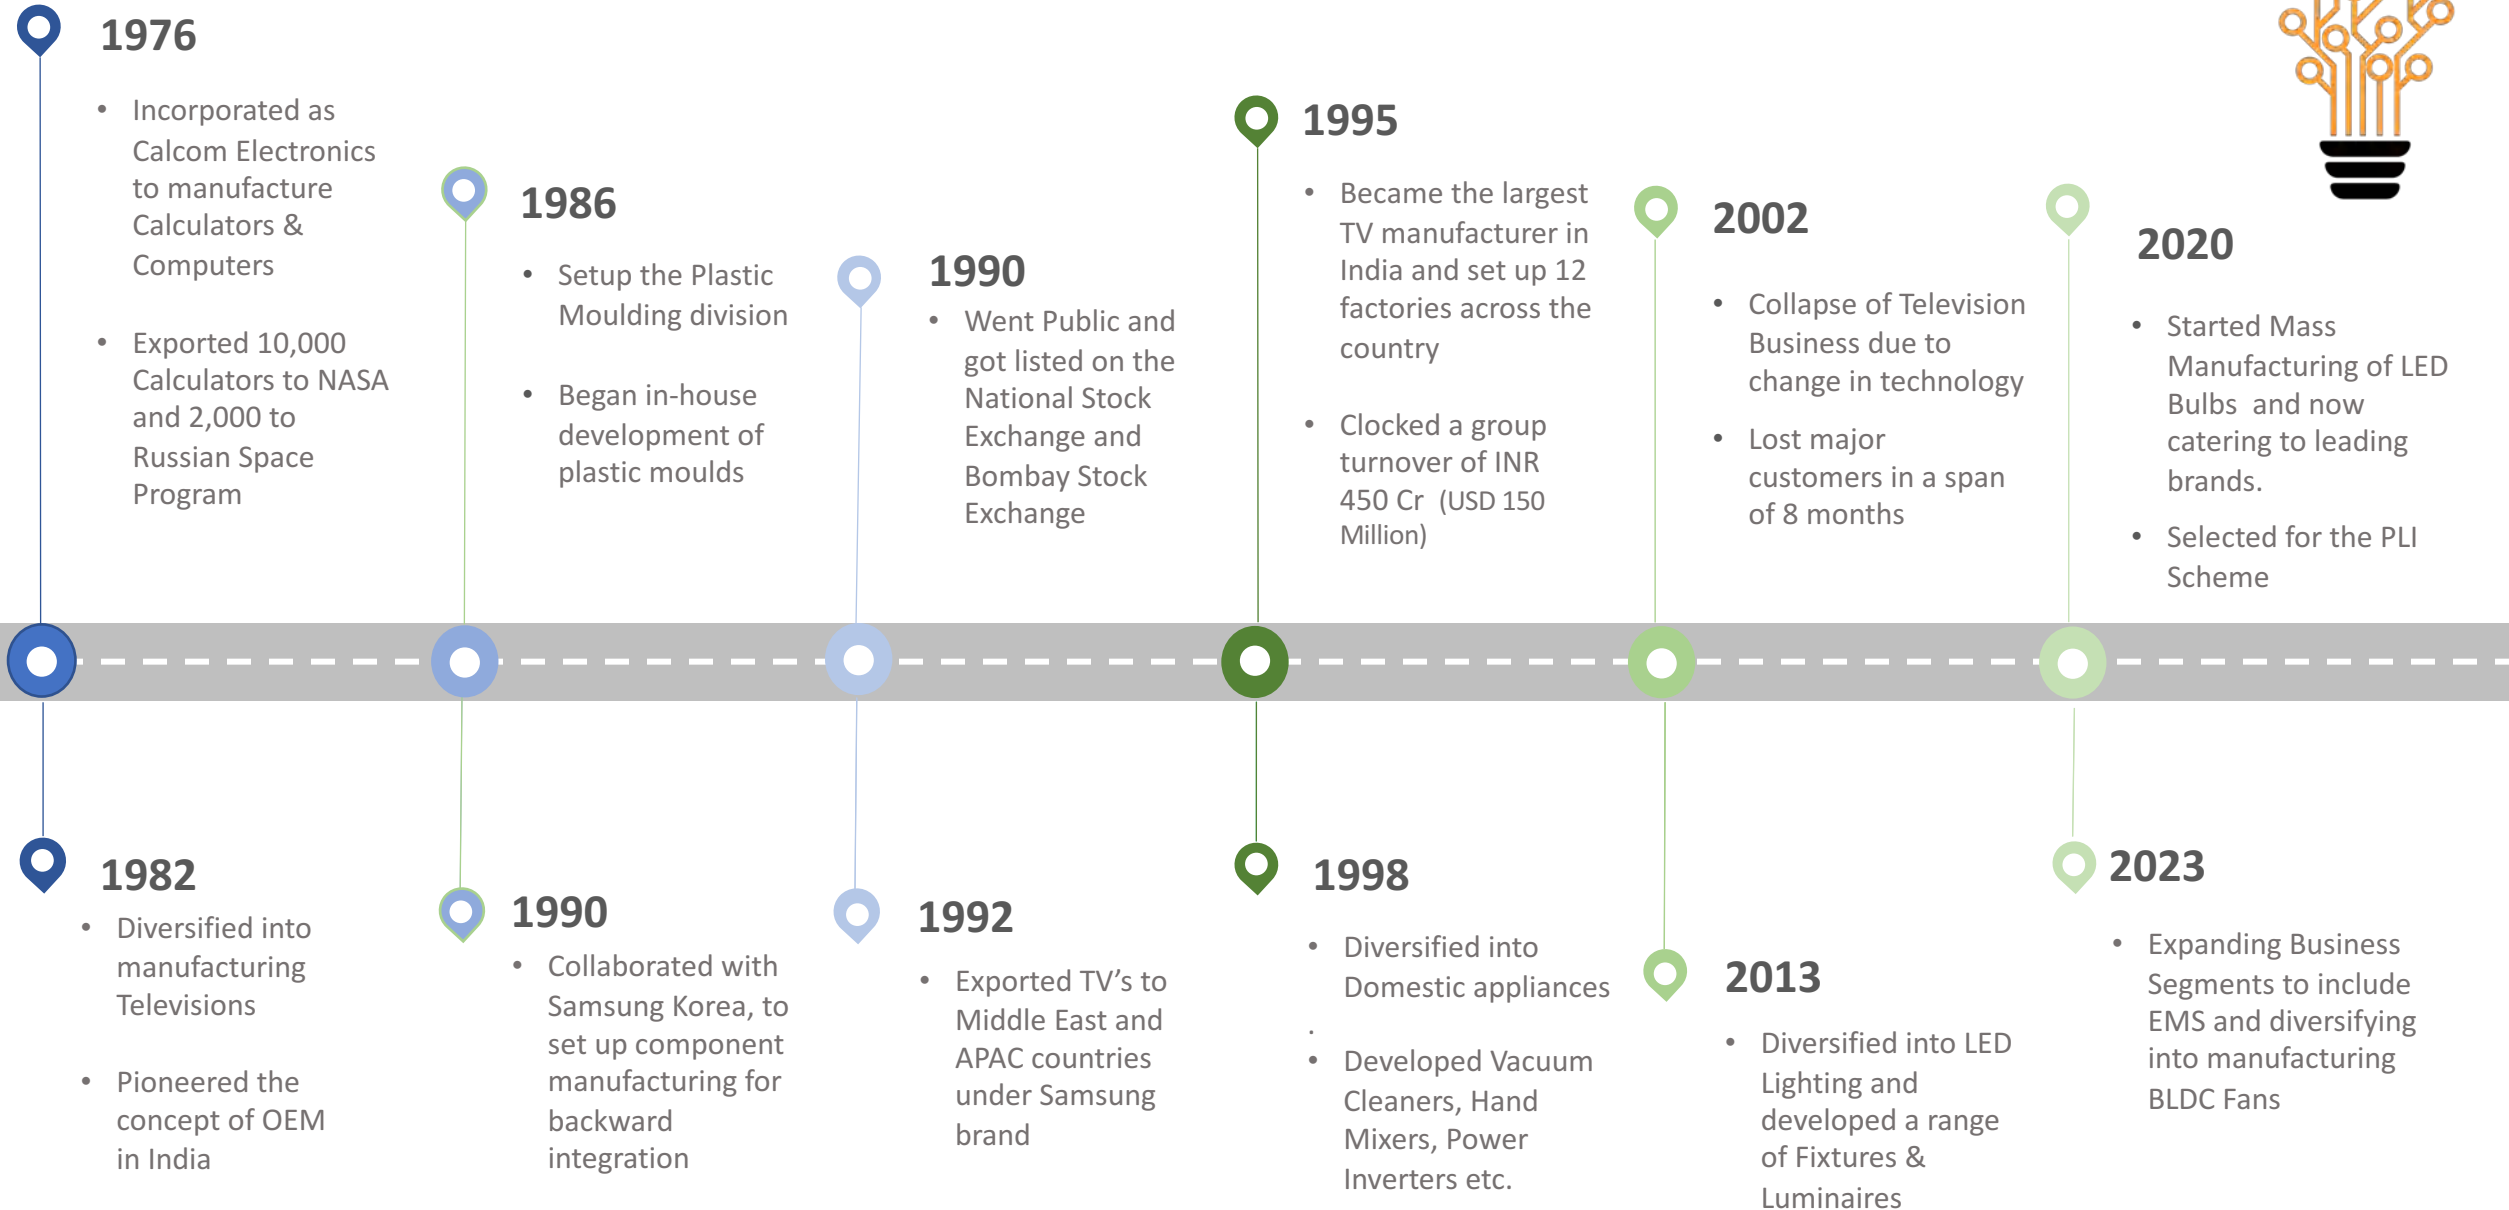 1976
• Incorporated as
Calcom Electronics
to manufacture
Calculators &
Computers
• Exported 10,000
Calculators to NASA
and 2,000 to
Russian Space
Program
1986
• Setup the Plastic
Moulding division
• Began in-house
development of
plastic moulds
1990
• Went Public and
got listed on the
National Stock
Exchange and
Bombay Stock
Exchange
1995
• Became the largest
TV manufacturer in
India and set up 12
factories across the
country
• Clocked a group
turnover of INR
450 Cr (USD 150
Million)
2002
• Collapse of Television
Business due to
change in technology
• Lost major
customers in a span
of 8 months
2020
• Started Mass
Manufacturing of LED
Bulbs and now
catering to leading
brands.
• Selected for the PLI
Scheme
1982
• Diversified into
manufacturing
Televisions
• Pioneered the
concept of OEM
in India
1990
• Collaborated with
Samsung Korea, to
set up component
manufacturing for
backward
integration
1992
• Exported TV’s to
Middle East and
APAC countries
under Samsung
brand
1998
• Diversified into
Domestic appliances
.
• Developed Vacuum
Cleaners, Hand
Mixers, Power
Inverters etc.
2013
• Diversified into LED
Lighting and
developed a range
of Fixtures &
Luminaires
2023
• Expanding Business
Segments to include
EMS and diversifying
into manufacturing
BLDC Fans